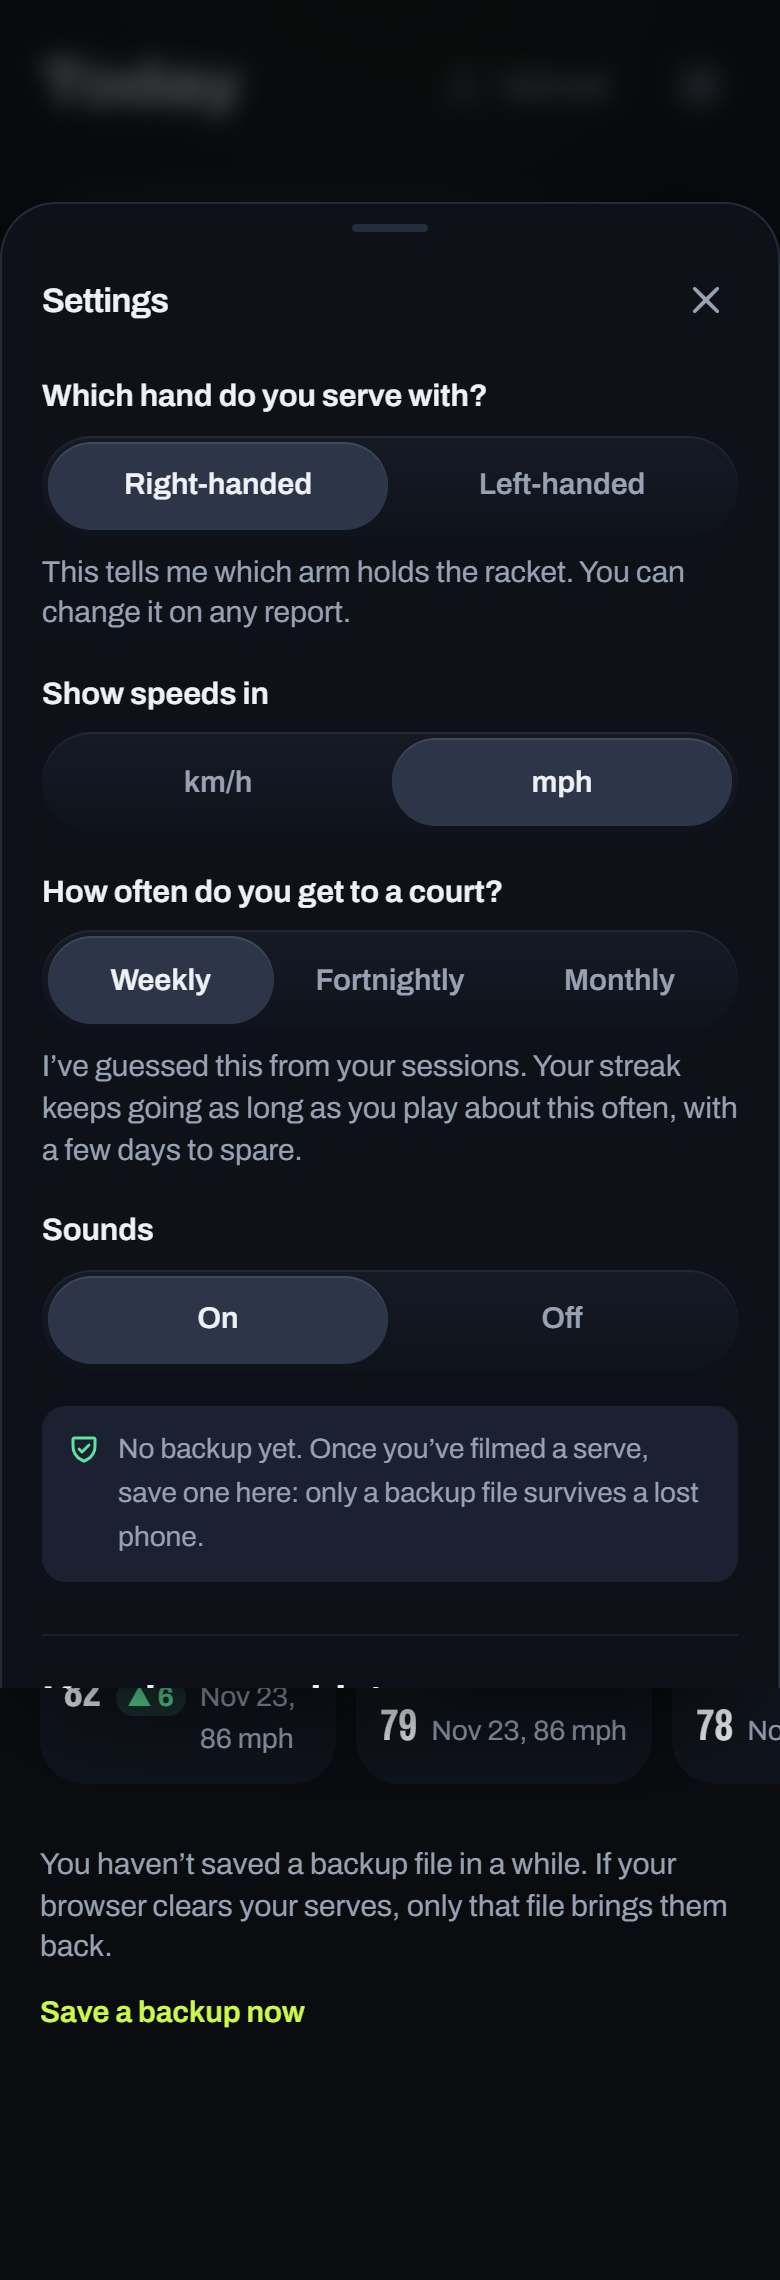 Today
Settings
Which hand do you serve with?
Right-handed
Left-handed
This tells me which arm holds the racket. You can
change it on any report.
Show speeds in
km/h
mph
How often do you get to a court?
Weekly
Fortnightly
Monthly
I’ve guessed this from your sessions. Your streak
keeps going as long as you play about this often, with
a few days to spare.
Sounds
On
Off
No backup yet. Once you’ve filmed a serve,
save one here: only a backup file survives a lost
phone.
82 ▲6 Nov 23,
86 mph
79 Nov 23, 86 mph
78
You haven’t saved a backup file in a while. If your
browser clears your serves, only that file brings them
back.
Save a backup now